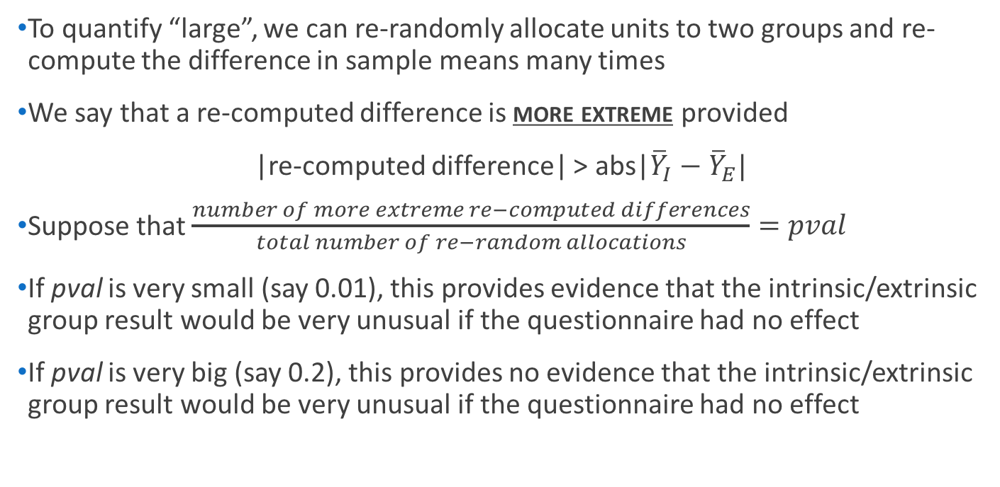 •To quantify “large”, we can re-randomly allocate units to two groups and re-
compute the difference in sample means many times
•We say that a re-computed difference is MORE EXTREME provided
|re-computed difference| > abs|Ȳ_I − Ȳ_E|
•Suppose that \frac{number of more extreme re−computed differences}{total number of re−random allocations} = pval
•If pval is very small (say 0.01), this provides evidence that the intrinsic/extrinsic
group result would be very unusual if the questionnaire had no effect
•If pval is very big (say 0.2), this provides no evidence that the intrinsic/extrinsic
group result would be very unusual if the questionnaire had no effect